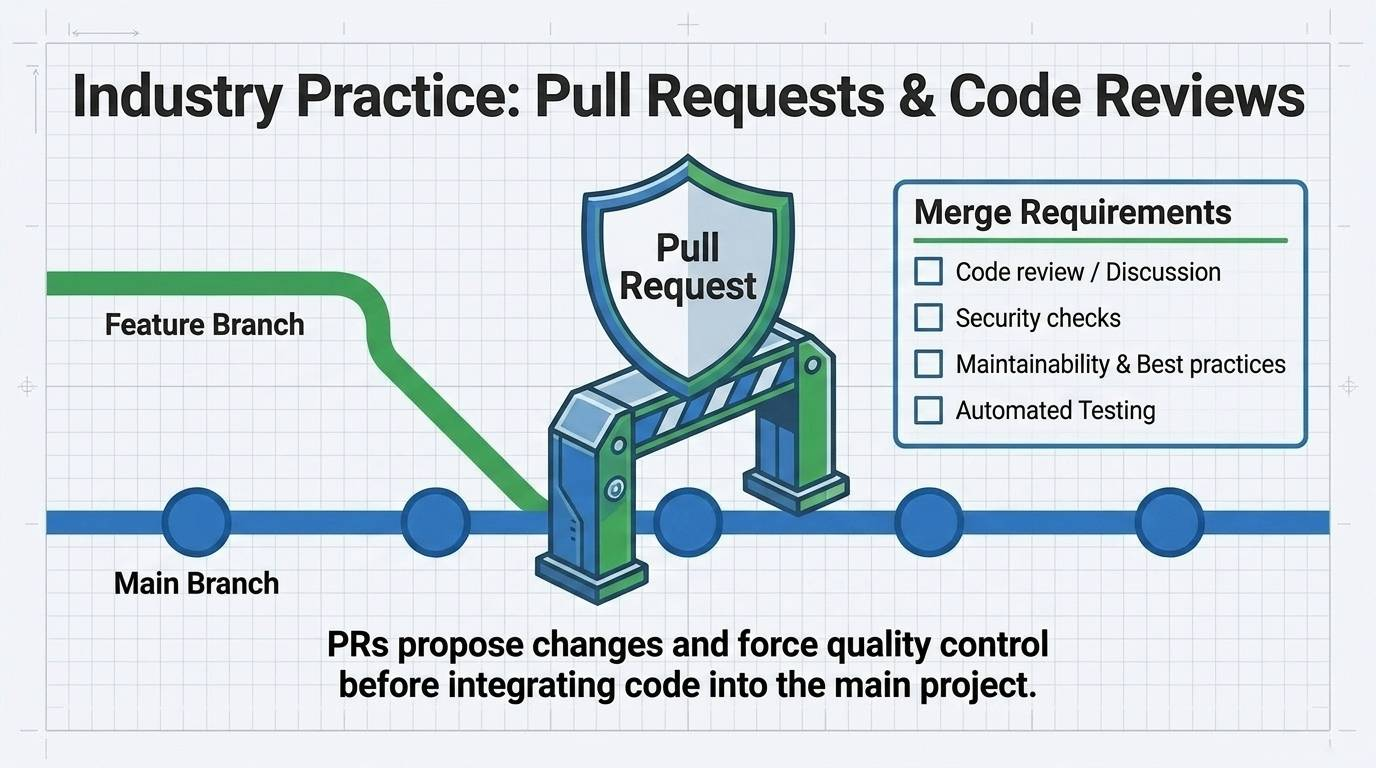 Industry Practice: Pull Requests & Code Reviews
Pull
Request
Merge Requirements
Code review / Discussion
Security checks
Maintainability & Best practices
Automated Testing
Feature Branch
Main Branch
PRs propose changes and force quality control
before integrating code into the main project.